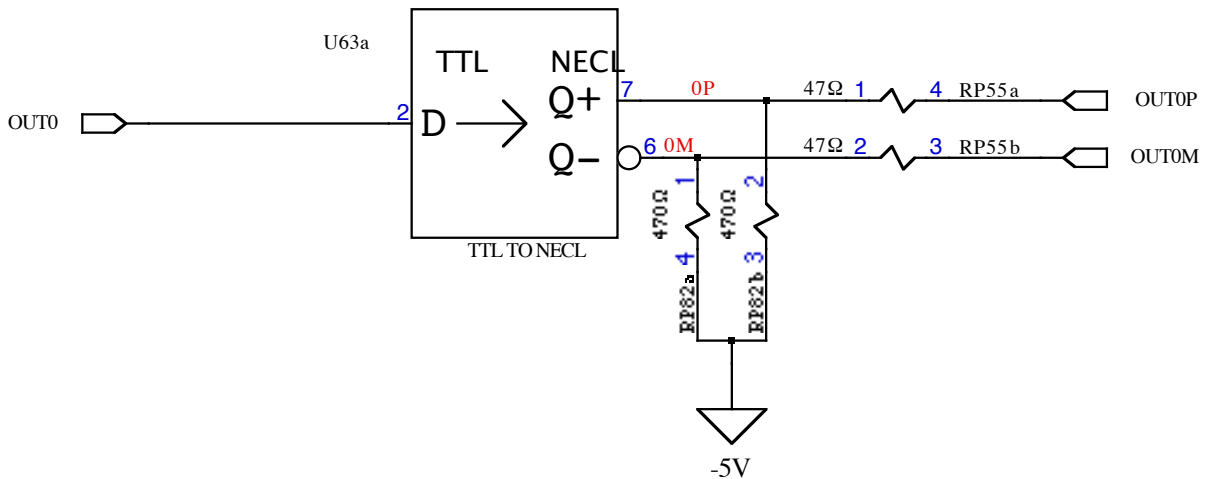 U63a
TTL NECL
7 0P 47Ω 1 4 RP55a OUT0P
Q+
OUT0 2 D
6 0M 47Ω 2 3 RP55b OUT0M
Q-
1 2
470Ω 470Ω
TTL TO NECL
4 3
RP82a RP82b
-5V